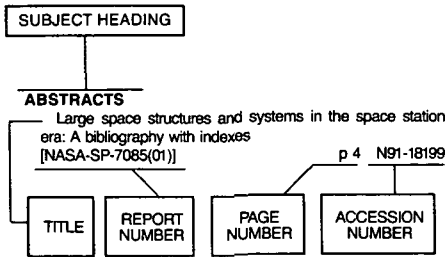 SUBJECT HEADING
ABSTRACTS
Large space structures and systems in the space station
era: A bibliography with indexes
[NASA-SP-7085(01)]
p 4 N91-18199
TITLE
REPORT
NUMBER
PAGE
NUMBER
ACCESSION
NUMBER